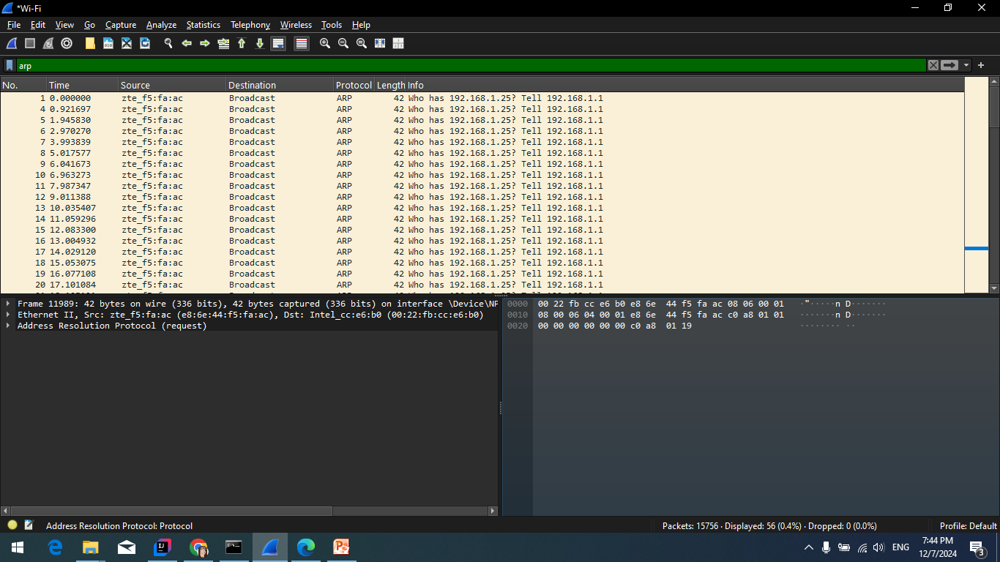 *Wi-Fi
File Edit View Go Capture Analyze Statistics Telephony Wireless Tools Help
arp
No. Time Source Destination Protocol Length Info
1 0.000000 zte_f5:fa:ac Broadcast ARP 42 Who has 192.168.1.25? Tell 192.168.1.1
4 0.921697 zte_f5:fa:ac Broadcast ARP 42 Who has 192.168.1.25? Tell 192.168.1.1
5 1.945830 zte_f5:fa:ac Broadcast ARP 42 Who has 192.168.1.25? Tell 192.168.1.1
6 2.970270 zte_f5:fa:ac Broadcast ARP 42 Who has 192.168.1.25? Tell 192.168.1.1
7 3.993839 zte_f5:fa:ac Broadcast ARP 42 Who has 192.168.1.25? Tell 192.168.1.1
8 5.017577 zte_f5:fa:ac Broadcast ARP 42 Who has 192.168.1.25? Tell 192.168.1.1
9 6.041673 zte_f5:fa:ac Broadcast ARP 42 Who has 192.168.1.25? Tell 192.168.1.1
10 6.963273 zte_f5:fa:ac Broadcast ARP 42 Who has 192.168.1.25? Tell 192.168.1.1
11 7.987347 zte_f5:fa:ac Broadcast ARP 42 Who has 192.168.1.25? Tell 192.168.1.1
12 9.011388 zte_f5:fa:ac Broadcast ARP 42 Who has 192.168.1.25? Tell 192.168.1.1
13 10.035407 zte_f5:fa:ac Broadcast ARP 42 Who has 192.168.1.25? Tell 192.168.1.1
14 11.059296 zte_f5:fa:ac Broadcast ARP 42 Who has 192.168.1.25? Tell 192.168.1.1
15 12.083300 zte_f5:fa:ac Broadcast ARP 42 Who has 192.168.1.25? Tell 192.168.1.1
16 13.004932 zte_f5:fa:ac Broadcast ARP 42 Who has 192.168.1.25? Tell 192.168.1.1
17 14.029120 zte_f5:fa:ac Broadcast ARP 42 Who has 192.168.1.25? Tell 192.168.1.1
18 15.053075 zte_f5:fa:ac Broadcast ARP 42 Who has 192.168.1.25? Tell 192.168.1.1
19 16.077108 zte_f5:fa:ac Broadcast ARP 42 Who has 192.168.1.25? Tell 192.168.1.1
20 17.101084 zte_f5:fa:ac Broadcast ARP 42 Who has 192.168.1.25? Tell 192.168.1.1
Frame 11989: 42 bytes on wire (336 bits), 42 bytes captured (336 bits) on interface \Device\NP
Ethernet II, Src: zte_f5:fa:ac (e8:6e:44:f5:fa:ac), Dst: Intel_cc:e6:b0 (00:22:fb:cc:e6:b0)
Address Resolution Protocol (request)
0000 00 22 fb cc e6 b0 e8 6e 44 f5 fa ac 08 06 00 01 ·"·····n D·······
0010 08 00 06 04 00 01 e8 6e 44 f5 fa ac c0 a8 01 01 ·······n D·······
0020 00 00 00 00 00 00 c0 a8 01 19 ········ ··
Address Resolution Protocol: Protocol
Packets: 15756 · Displayed: 56 (0.4%) · Dropped: 0 (0.0%)
Profile: Default
ENG
7:44 PM
12/7/2024
3